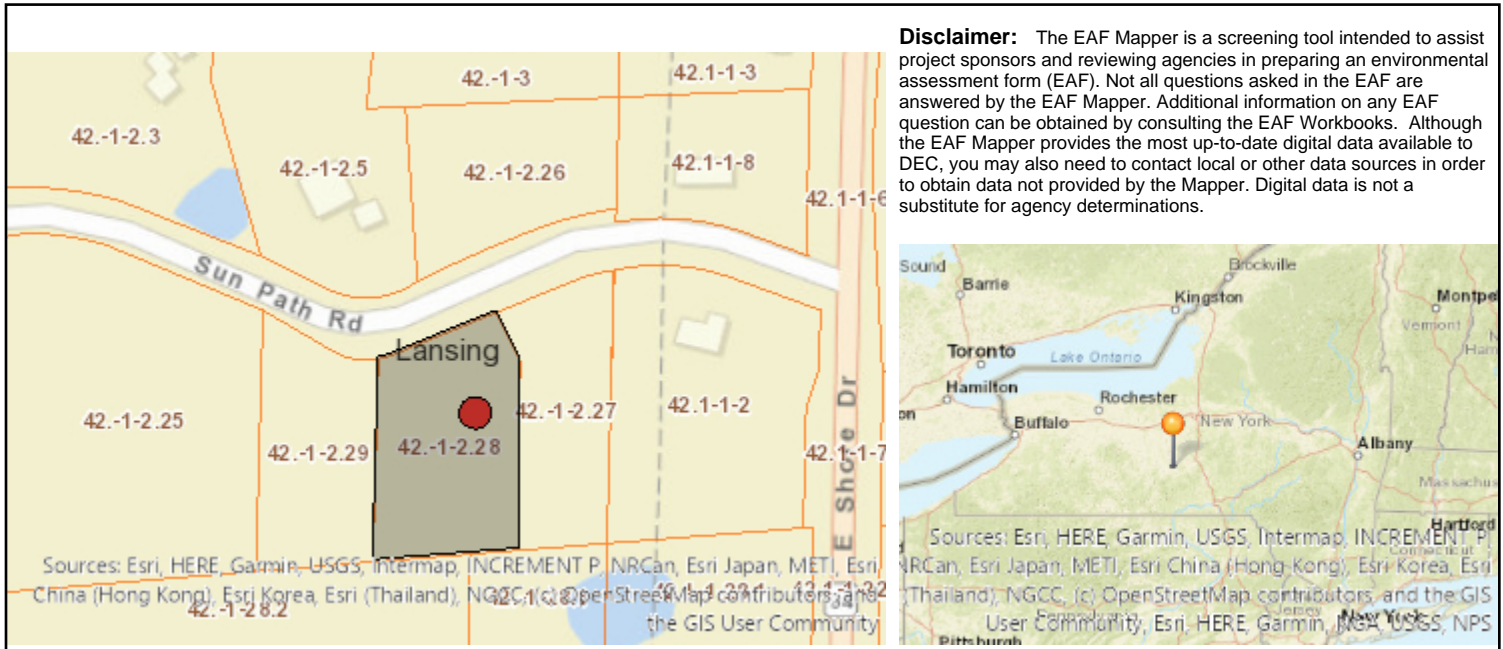 Disclaimer: The EAF Mapper is a screening tool intended to assist
project sponsors and reviewing agencies in preparing an environmental
assessment form (EAF). Not all questions asked in the EAF are
answered by the EAF Mapper. Additional information on any EAF
question can be obtained by consulting the EAF Workbooks. Although
the EAF Mapper provides the most up-to-date digital data available to
DEC, you may also need to contact local or other data sources in order
to obtain data not provided by the Mapper. Digital data is not a
substitute for agency determinations.
42.-1-3
42.1-1-3
42.-1-2.3
42.-1-2.5
42.-1-2.26
42.1-1-8
42.1-1-6
Sun Path Rd
Lansing
42.-1-2.25
42.-1-2.29
42.-1-2.28
42.-1-2.27
42.1-1-2
42.1-1-7
E Shore Dr
34
42.-1-28.2
Sources: Esri, HERE, Garmin, USGS, Intermap, INCREMENT P, NRCan, Esri Japan, METI, Esri
China (Hong Kong), Esri Korea, Esri (Thailand), NGCC, (c) OpenStreetMap contributors, and
the GIS User Community
Sound
Barrie
Brockville
Kingston
Montpel
Vermont
Toronto
Lake Ontario
Hamilton
Rochester
Buffalo
New York
Albany
Massachus
Hartford
Connecticut
Sources: Esri, HERE, Garmin, USGS, Intermap, INCREMENT P,
NRCan, Esri Japan, METI, Esri China (Hong Kong), Esri Korea, Esri
(Thailand), NGCC, (c) OpenStreetMap contributors, and the GIS
User Community, Esri, HERE, Garmin, NGA, USGS, NPS
Pennsylvania
Jersey
New York
Pittsburgh